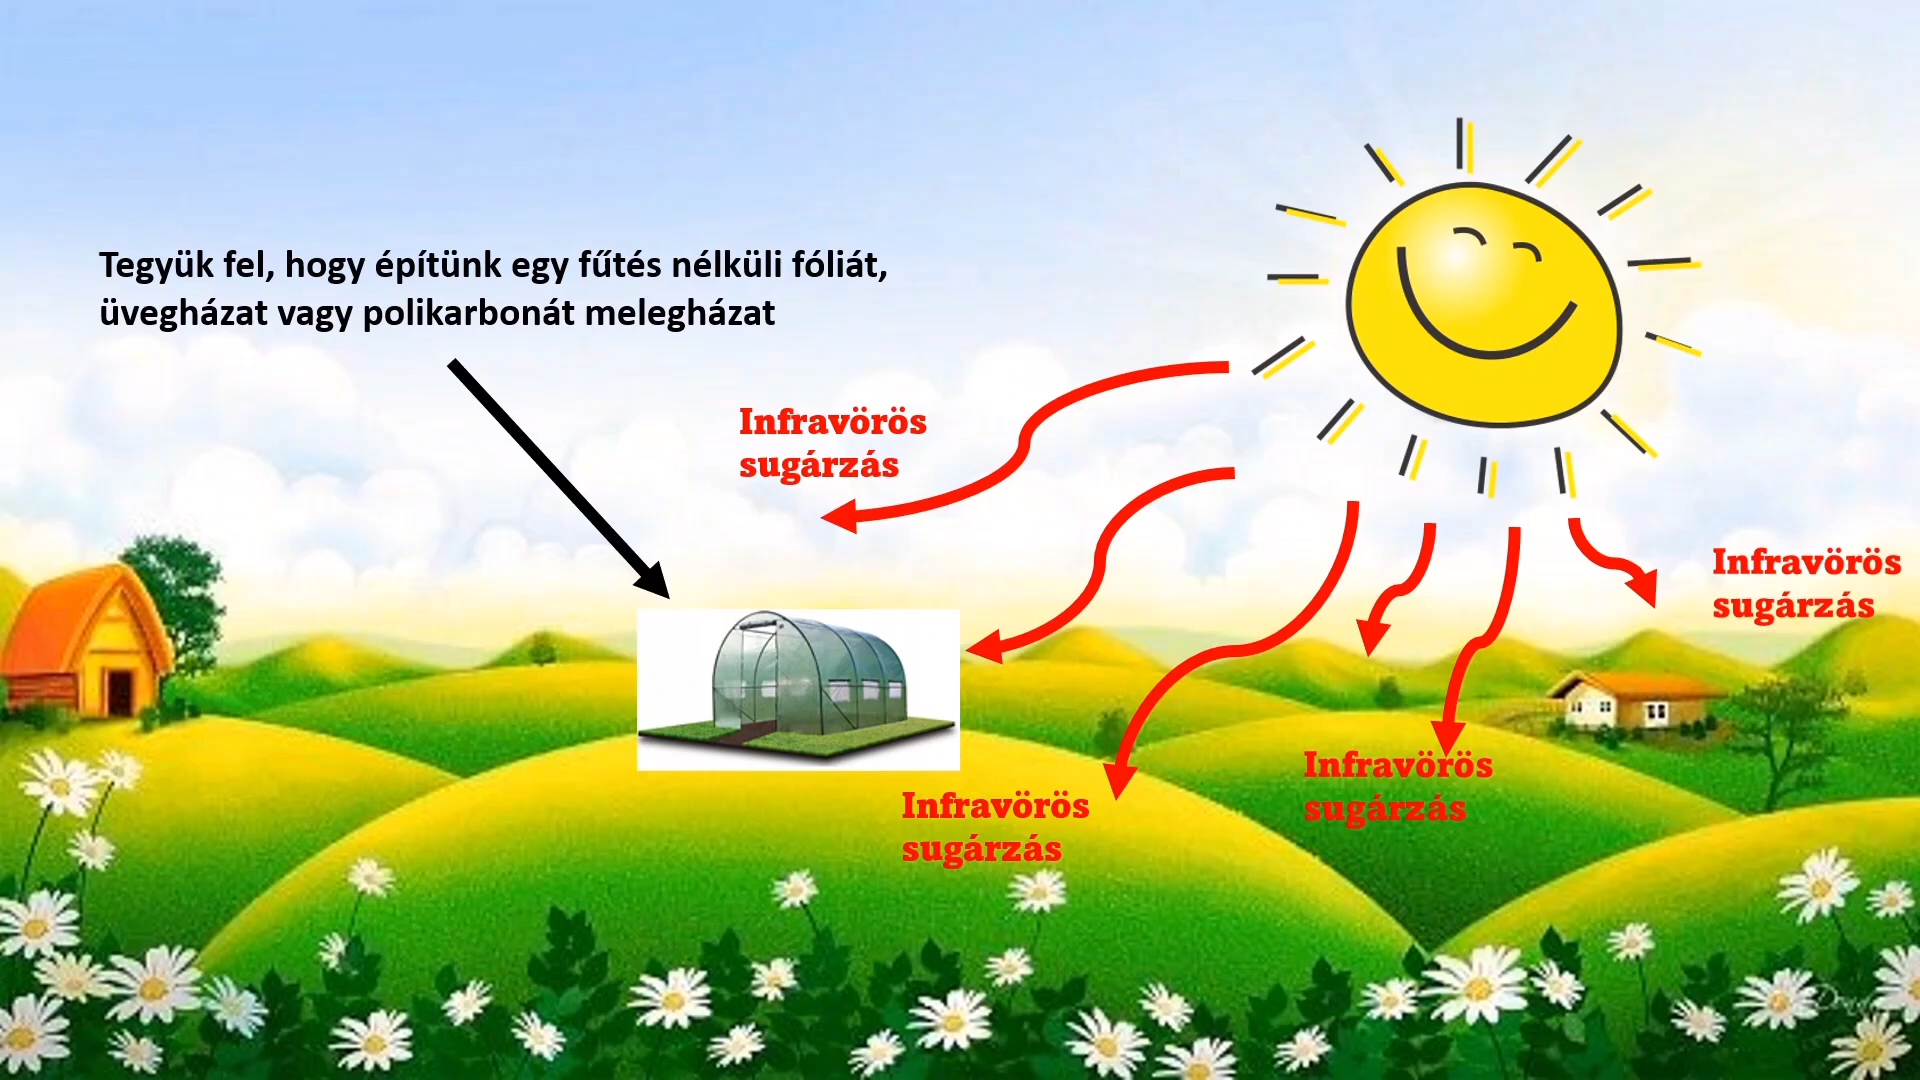 Tegyük fel, hogy építünk egy fűtés nélküli fóliát,
üvegházat vagy polikarbonát melegházat
Infravörös
sugárzás
Infravörös
sugárzás
Infravörös
sugárzás
Infravörös
sugárzás